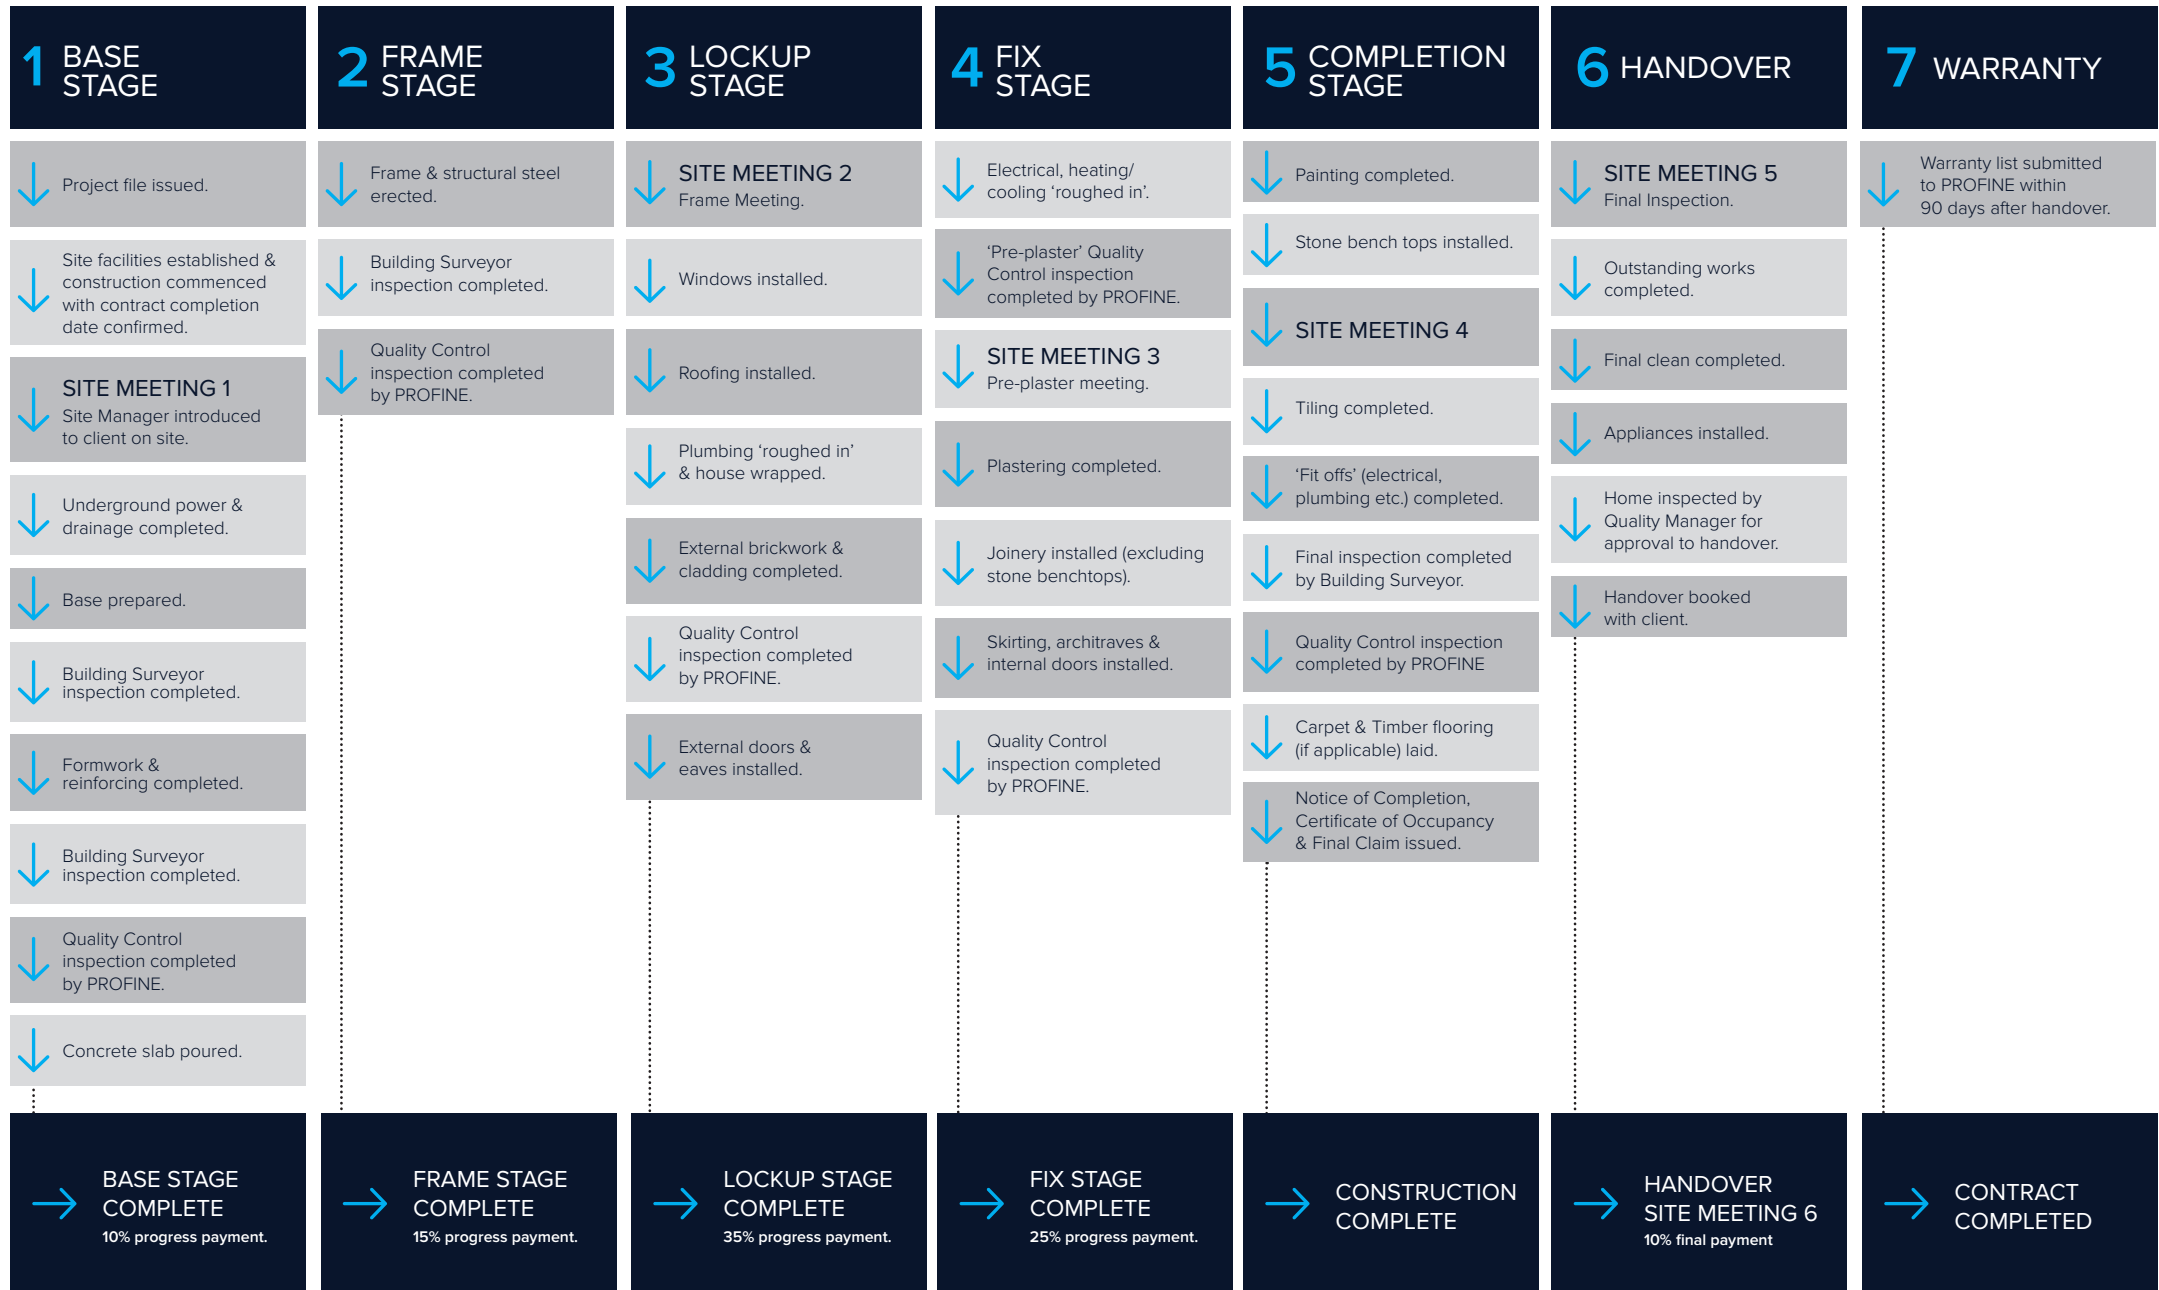 1 BASE
STAGE
Project file issued.
Site facilities established &
construction commenced
with contract completion
date confirmed.
SITE MEETING 1
Site Manager introduced
to client on site.
Underground power &
drainage completed.
Base prepared.
Building Surveyor
inspection completed.
Formwork &
reinforcing completed.
Building Surveyor
inspection completed.
Quality Control
inspection completed
by PROFINE.
Concrete slab poured.
BASE STAGE
COMPLETE
10% progress payment.
2 FRAME
STAGE
Frame & structural steel
erected.
Building Surveyor
inspection completed.
Quality Control
inspection completed
by PROFINE.
FRAME STAGE
COMPLETE
15% progress payment.
3 LOCKUP
STAGE
SITE MEETING 2
Frame Meeting.
Windows installed.
Roofing installed.
Plumbing ‘roughed in’
& house wrapped.
External brickwork &
cladding completed.
Quality Control
inspection completed
by PROFINE.
External doors &
eaves installed.
LOCKUP STAGE
COMPLETE
35% progress payment.
4 FIX
STAGE
Electrical, heating/
cooling ‘roughed in’.
‘Pre-plaster’ Quality
Control inspection
completed by PROFINE.
SITE MEETING 3
Pre-plaster meeting.
Plastering completed.
Joinery installed (excluding
stone benchtops).
Skirting, architraves &
internal doors installed.
Quality Control
inspection completed
by PROFINE.
FIX STAGE
COMPLETE
25% progress payment.
5 COMPLETION
STAGE
Painting completed.
Stone bench tops installed.
SITE MEETING 4
Tiling completed.
‘Fit offs’ (electrical,
plumbing etc.) completed.
Final inspection completed
by Building Surveyor.
Quality Control inspection
completed by PROFINE
Carpet & Timber flooring
(if applicable) laid.
Notice of Completion,
Certificate of Occupancy
& Final Claim issued.
CONSTRUCTION
COMPLETE
6 HANDOVER
SITE MEETING 5
Final Inspection.
Outstanding works
completed.
Final clean completed.
Appliances installed.
Home inspected by
Quality Manager for
approval to handover.
Handover booked
with client.
HANDOVER
SITE MEETING 6
10% final payment
7 WARRANTY
Warranty list submitted
to PROFINE within
90 days after handover.
CONTRACT
COMPLETED